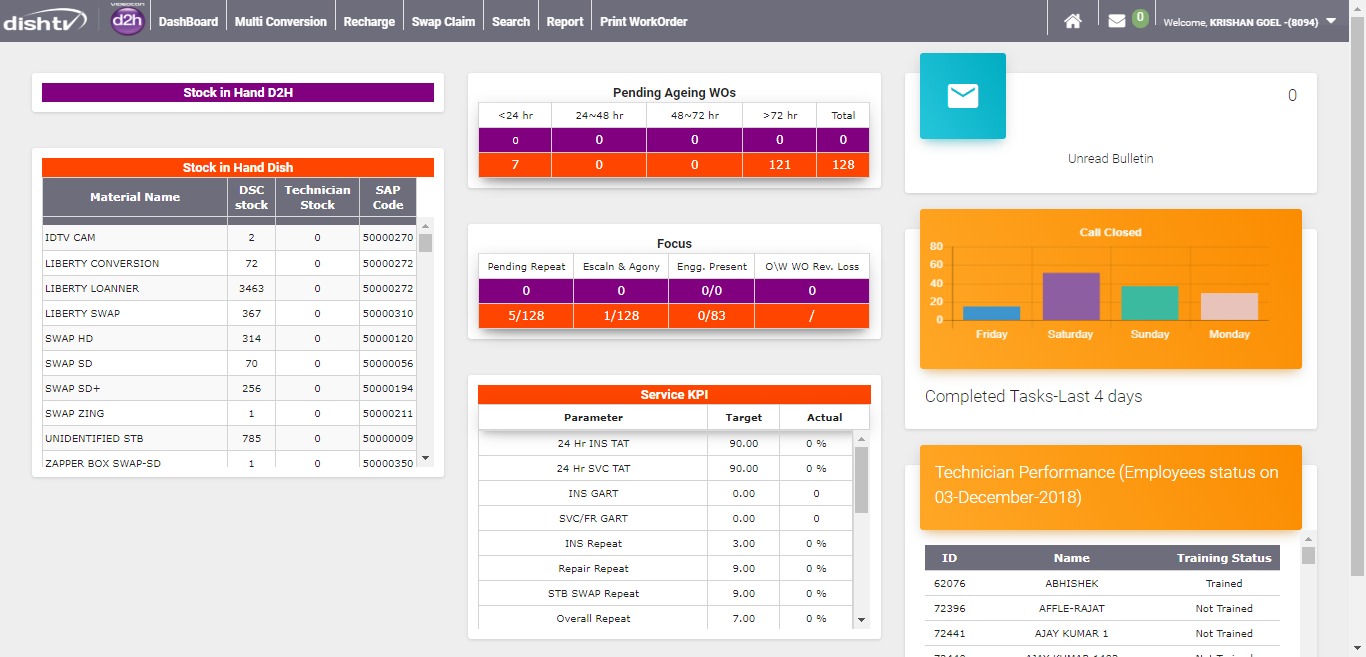 dishtv
VIDEOCON
d2h
DashBoard Multi Conversion Recharge Swap Claim Search Report Print WorkOrder
0
Welcome, KRISHAN GOEL -(8094)
Stock in Hand D2H
Stock in Hand Dish
Material Name DSC stock Technician Stock SAP Code
IDTV CAM 2 0 50000270
LIBERTY CONVERSION 72 0 50000272
LIBERTY LOANNER 3463 0 50000272
LIBERTY SWAP 367 0 50000310
SWAP HD 314 0 50000120
SWAP SD 70 0 50000056
SWAP SD+ 256 0 50000194
SWAP ZING 1 0 50000211
UNIDENTIFIED STB 785 0 50000009
ZAPPER BOX SWAP-SD 1 0 50000350
Pending Ageing WOs
<24 hr 24~48 hr 48~72 hr >72 hr Total
0 0 0 0 0
7 0 0 121 128
Focus
Pending Repeat Escaln & Agony Engg. Present O\W WO Rev. Loss
0 0 0/0 0
5/128 1/128 0/83 /
Service KPI
Parameter Target Actual
24 Hr INS TAT 90.00 0 %
24 Hr SVC TAT 90.00 0 %
INS GART 0.00 0
SVC/FR GART 0.00 0
INS Repeat 3.00 0 %
Repair Repeat 9.00 0 %
STB SWAP Repeat 9.00 0 %
Overall Repeat 7.00 0 %
0
Unread Bulletin
Call Closed
80
60
40
20
0
Friday Saturday Sunday Monday
Completed Tasks-Last 4 days
Technician Performance (Employees status on
03-December-2018)
ID Name Training Status
62076 ABHISHEK Trained
72396 AFFLE-RAJAT Not Trained
72441 AJAY KUMAR 1 Not Trained